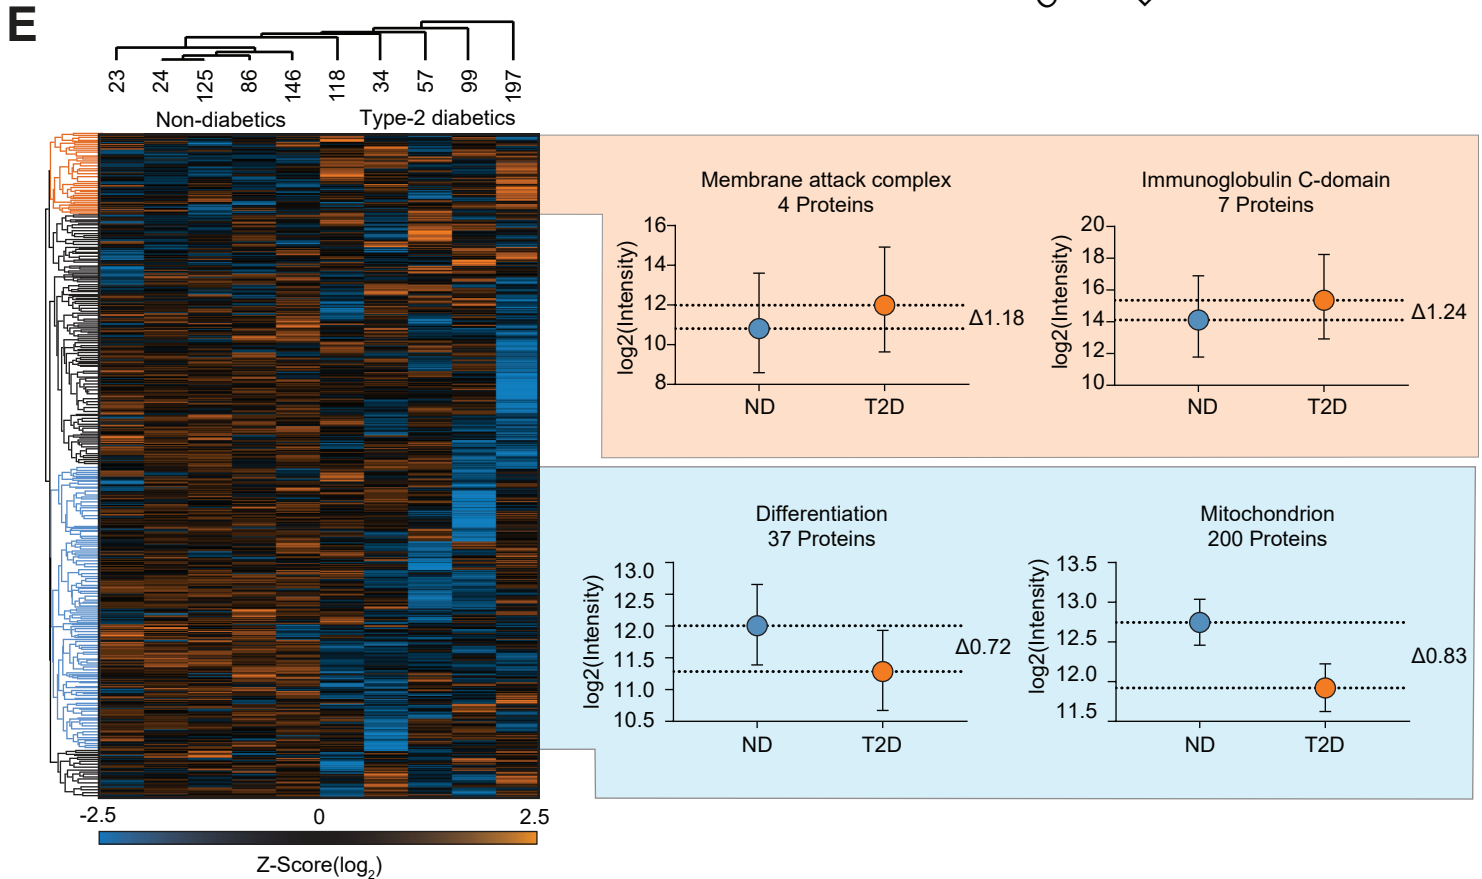 E
23
24
125
86
146
118
34
57
99
197
Non-diabetics
Type-2 diabetics
Membrane attack complex
4 Proteins
log2(Intensity)
16
14
12
10
8
ND
T2D
Δ1.18
Immunoglobulin C-domain
7 Proteins
log2(Intensity)
20
18
16
14
12
10
ND
T2D
Δ1.24
Differentiation
37 Proteins
log2(Intensity)
13.0
12.5
12.0
11.5
11.0
10.5
ND
T2D
Δ0.72
Mitochondrion
200 Proteins
log2(Intensity)
13.5
13.0
12.5
12.0
11.5
ND
T2D
Δ0.83
-2.5
0
2.5
Z-Score(log2)